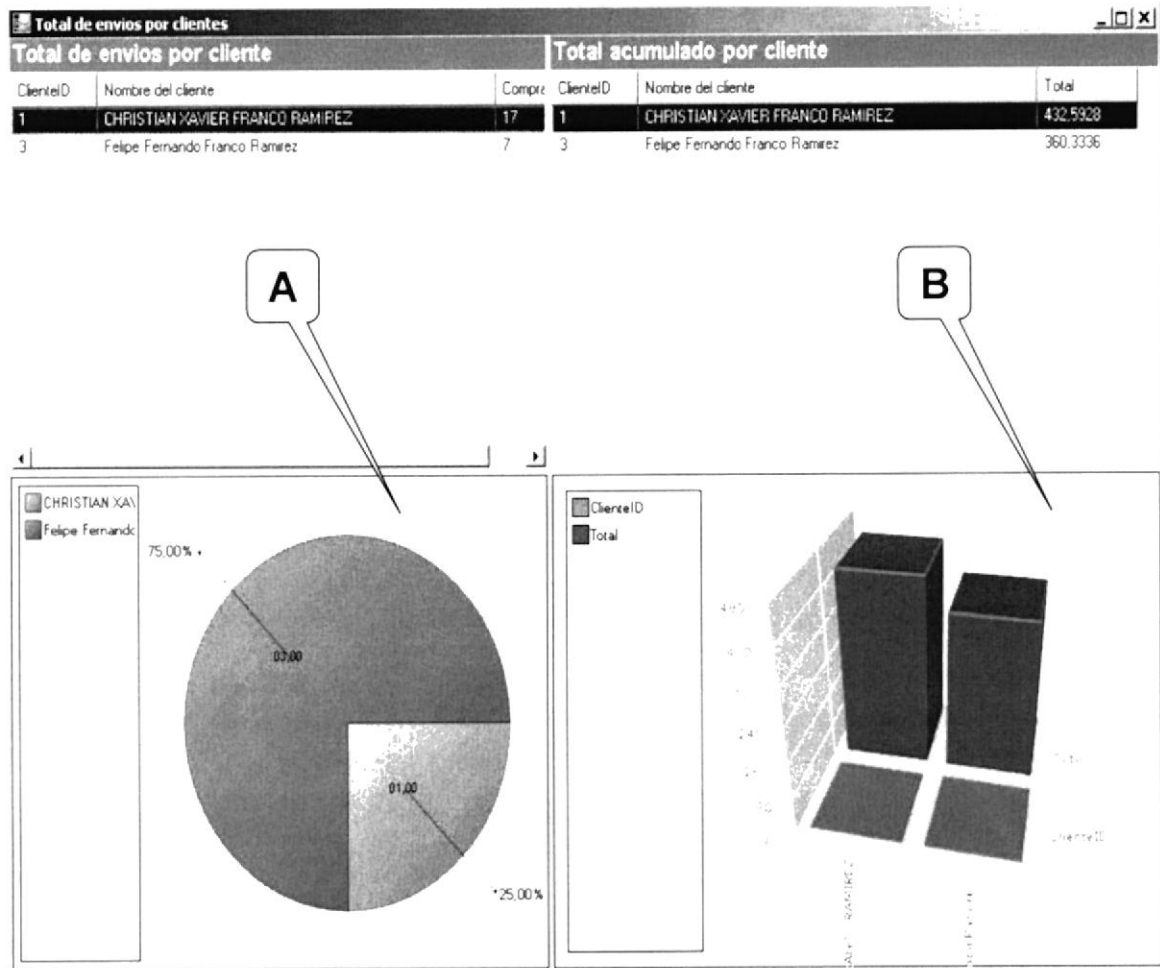 Total de envios por clientes
Total de envios por cliente
ClienteID Nombre del cliente Compra
1 CHRISTIAN XAVIER FRANCO RAMIREZ 17
3 Felipe Fernando Franco Ramirez 7
Total acumulado por cliente
ClienteID Nombre del cliente Total
1 CHRISTIAN XAVIER FRANCO RAMIREZ 432.5928
3 Felipe Fernando Franco Ramirez 360.3336
A
B
CHRISTIAN XA
Felipe Fernando
75,00%
03,00
01,00
25,00%
ClienteID
Total
ClienteID
RAMIREZ